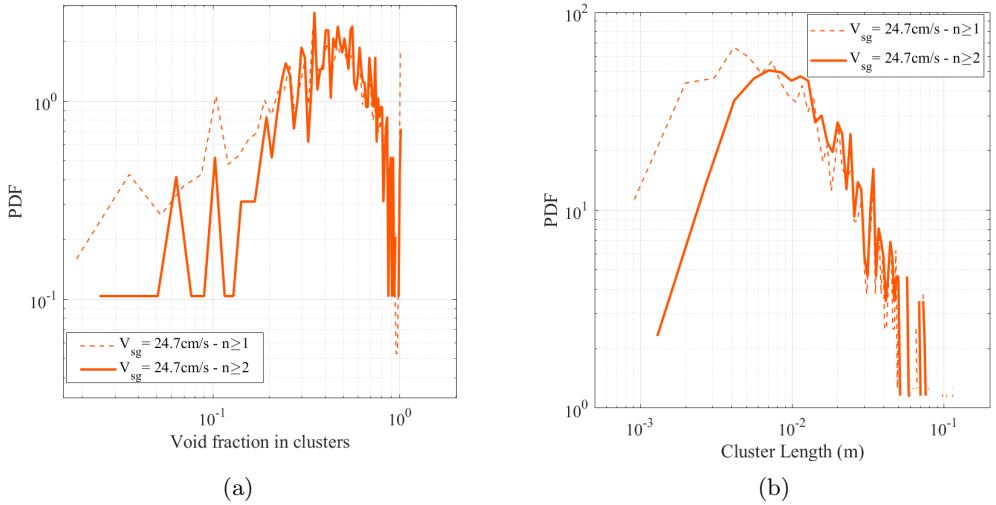 10^0
10^-1
PDF
V_sg = 24.7cm/s - n≥1
V_sg = 24.7cm/s - n≥2
10^-1
10^0
Void fraction in clusters
(a)
10^2
10^1
10^0
PDF
V_sg = 24.7cm/s - n≥1
V_sg = 24.7cm/s - n≥2
10^-3
10^-2
10^-1
Cluster Length (m)
(b)